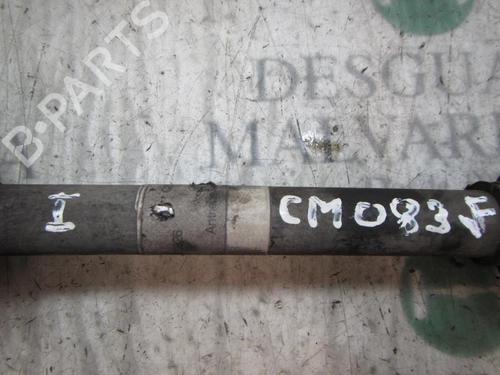 B-PARTS
DESGUA
MALVAR
I
CM083F